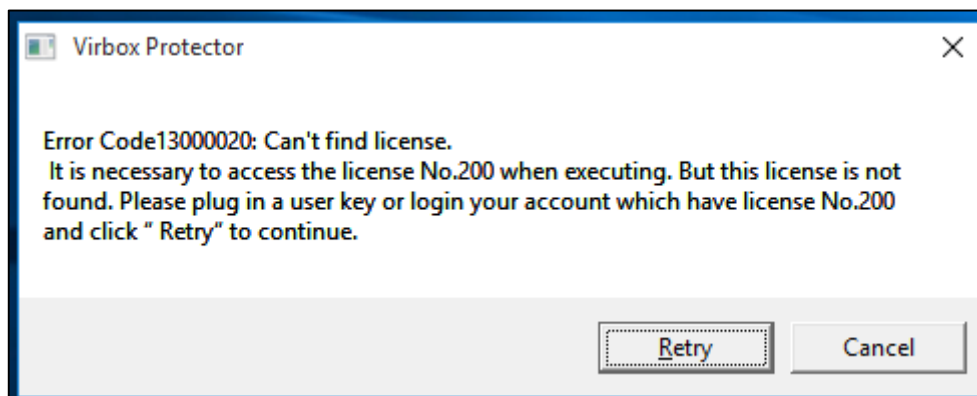 Virbox Protector
Error Code13000020: Can't find license.
It is necessary to access the license No.200 when executing. But this license is not
found. Please plug in a user key or login your account which have license No.200
and click “ Retry” to continue.
Retry
Cancel